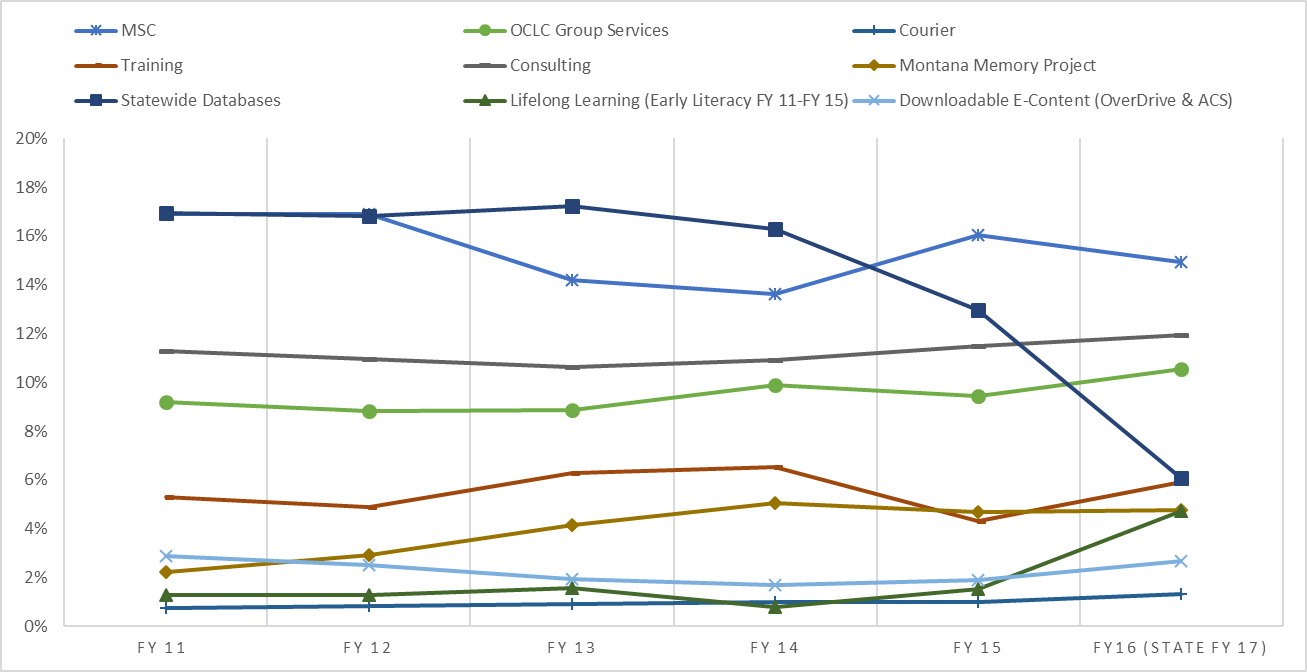 MSC
OCLC Group Services
Courier
Training
Consulting
Montana Memory Project
Statewide Databases
Lifelong Learning (Early Literacy FY 11-FY 15)
Downloadable E-Content (OverDrive & ACS)
20%
18%
16%
14%
12%
10%
8%
6%
4%
2%
0%
FY 11
FY 12
FY 13
FY 14
FY 15
FY16 (STATE FY 17)